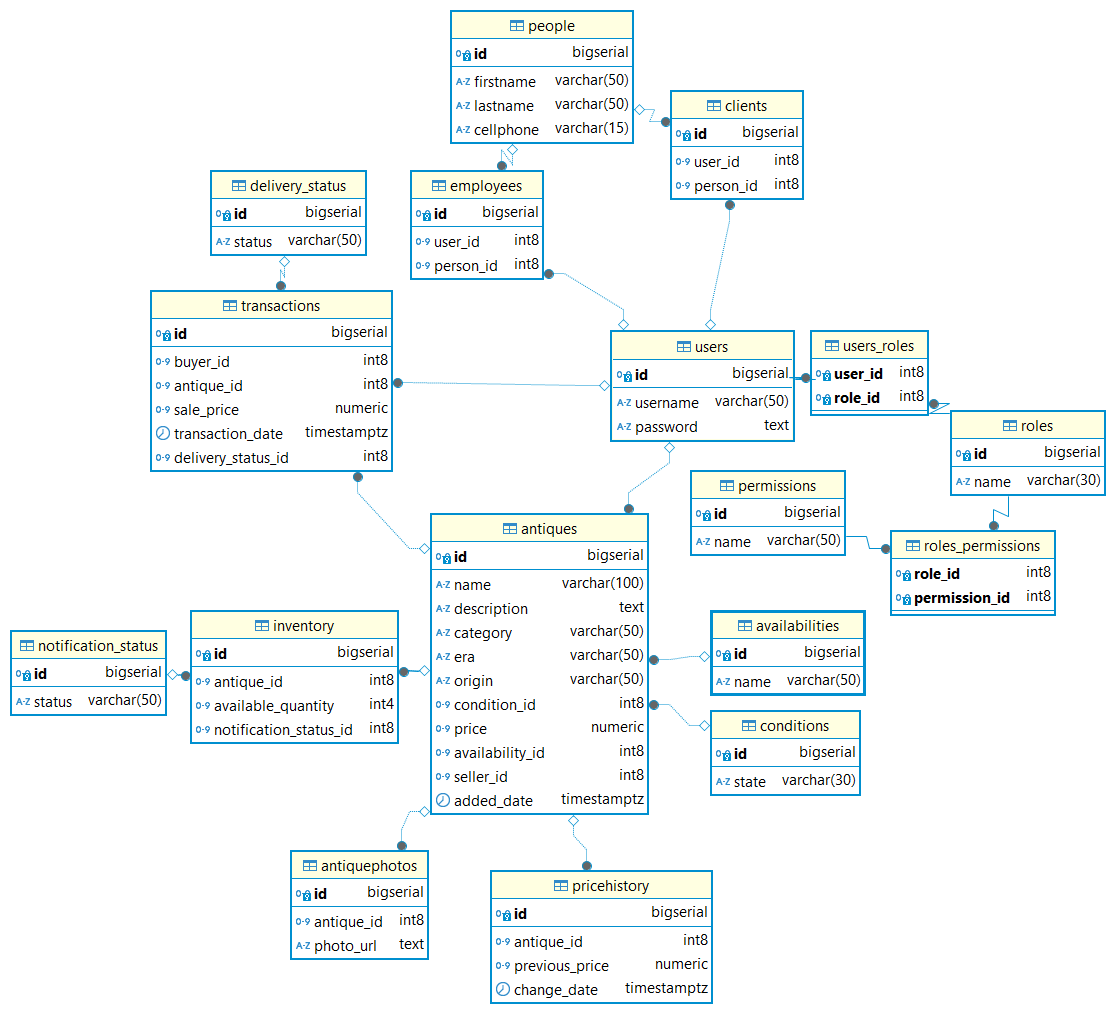 people
id bigserial
firstname varchar(50)
lastname varchar(50)
cellphone varchar(15)
clients
id bigserial
user_id int8
person_id int8
delivery_status
id bigserial
status varchar(50)
employees
id bigserial
user_id int8
person_id int8
transactions
id bigserial
buyer_id int8
antique_id int8
sale_price numeric
transaction_date timestamptz
delivery_status_id int8
users
id bigserial
username varchar(50)
password text
users_roles
user_id int8
role_id int8
roles
id bigserial
name varchar(30)
permissions
id bigserial
name varchar(50)
roles_permissions
role_id int8
permission_id int8
antiques
id bigserial
name varchar(100)
description text
category varchar(50)
era varchar(50)
origin varchar(50)
condition_id int8
price numeric
availability_id int8
seller_id int8
added_date timestamptz
notification_status
id bigserial
status varchar(50)
inventory
id bigserial
antique_id int8
available_quantity int4
notification_status_id int8
availabilities
id bigserial
name varchar(50)
conditions
id bigserial
state varchar(30)
antiquephotos
id bigserial
antique_id int8
photo_url text
pricehistory
id bigserial
antique_id int8
previous_price numeric
change_date timestamptz